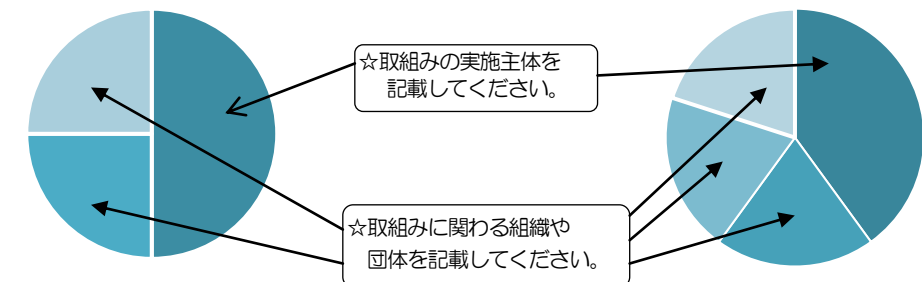 ☆取組みの実施主体を
記載してください。
☆取組みに関わる組織や
団体を記載してください。